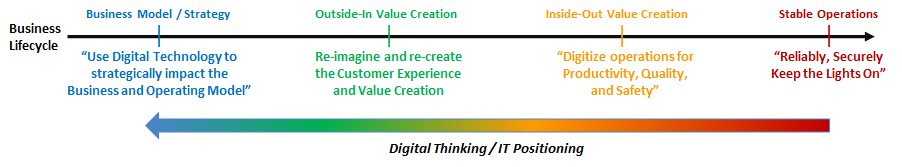 Business Model / Strategy
Outside-In Value Creation
Inside-Out Value Creation
Stable Operations
Business
Lifecycle
“Use Digital Technology to
strategically impact the
Business and Operating Model”
Re-imagine and re-create
the Customer Experience
and Value Creation
“Digitize operations for
Productivity, Quality,
and Safety”
“Reliably, Securely
Keep the Lights On”
Digital Thinking / IT Positioning